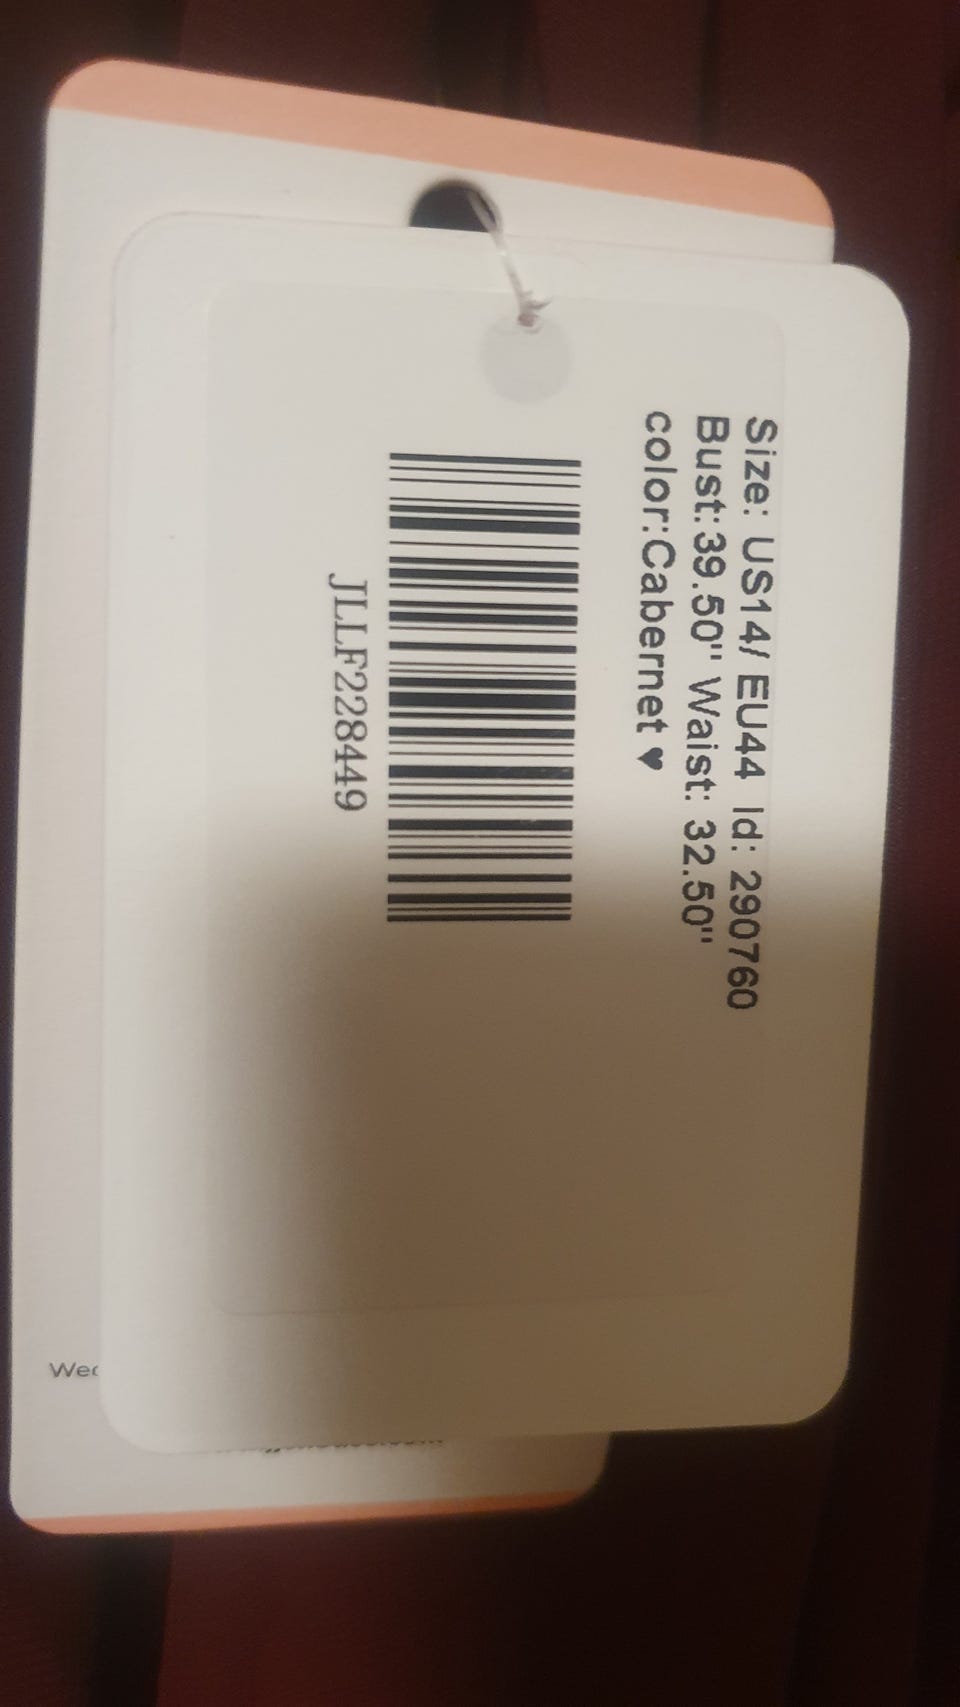 Size: US14/ EU44 Id: 290760
Bust:39.50" Waist: 32.50"
color:Cabernet ♥
JLLF228449